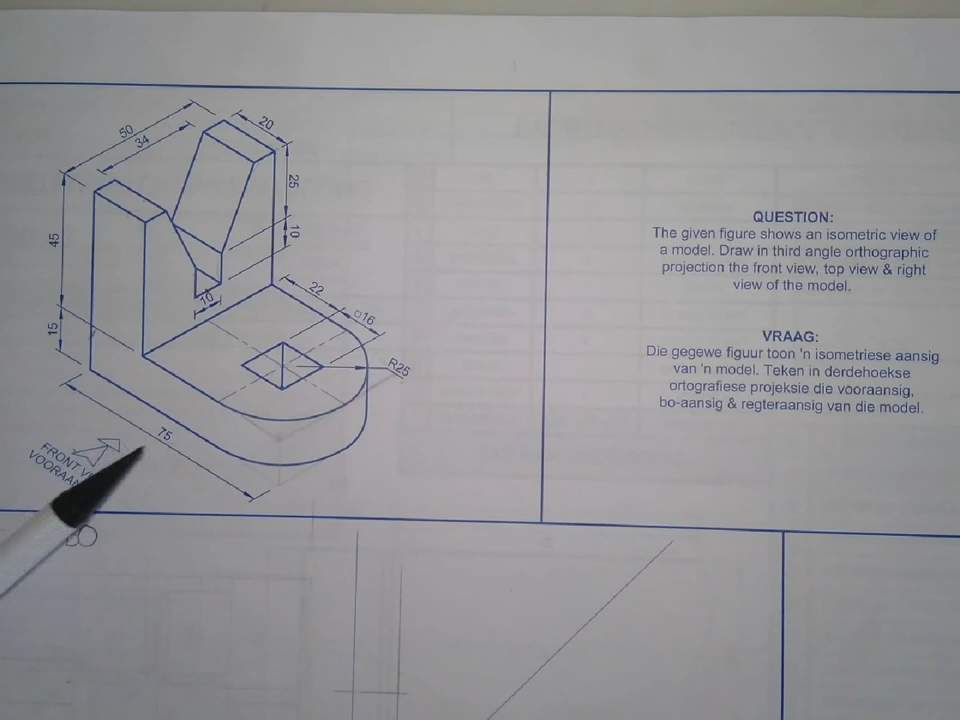 50
34
20
25
10
45
10
22
□16
15
R25
75
FRONT
QUESTION:
The given figure shows an isometric view of
a model. Draw in third angle orthographic
projection the front view, top view & right
view of the model.
VRAAG:
Die gegewe figuur toon 'n isometriese aansig
van 'n model. Teken in derdehoekse
ortografiese projeksie die vooraansig,
bo-aansig & regteraansig van die model.